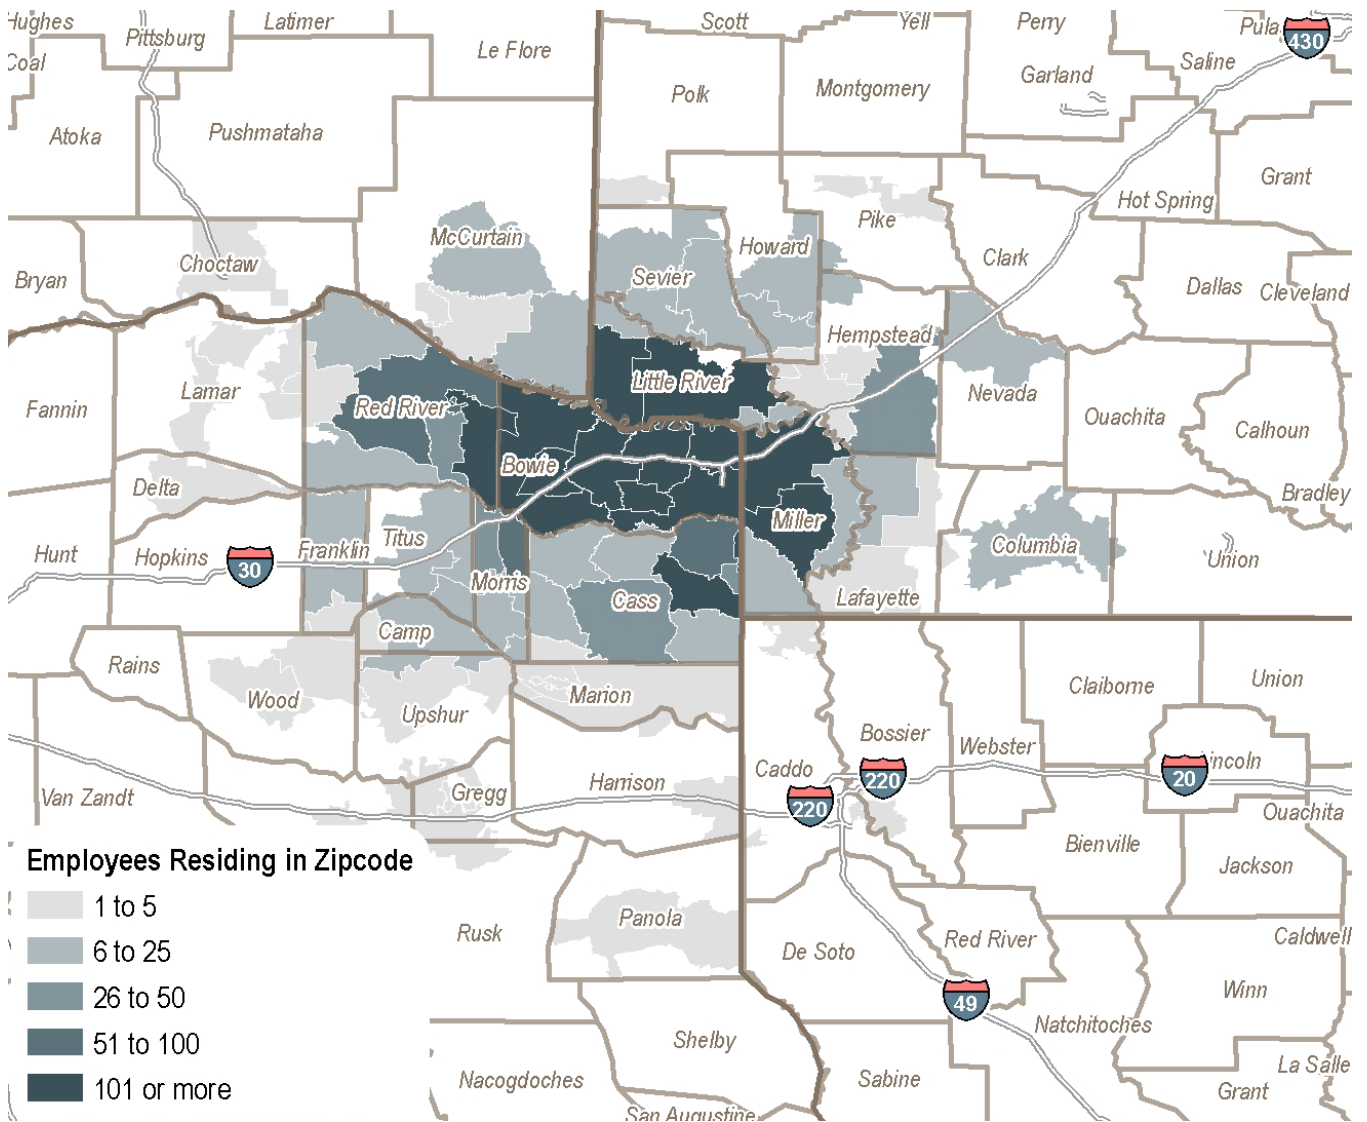 Hughes
Latimer
Scott
Yell
Perry
Pula
430
Pittsburg
Le Flore
Coal
Saline
Garland
Polk
Montgomery
Atoka
Pushmataha
Grant
Hot Spring
Pike
McCurtain
Howard
Clark
Choctaw
Sevier
Bryan
Dallas
Cleveland
Hempstead
Little River
Lamar
Nevada
Fannin
Red River
Ouachita
Calhoun
Bowie
Delta
Bradley
Miller
Titus
Hunt
Hopkins
Franklin
Columbia
Union
30
Morris
Cass
Lafayette
Camp
Rains
Wood
Marion
Claiborne
Union
Upshur
Bossier
Webster
Caddo
Lincoln
220
20
Harrison
Van Zandt
Gregg
220
Ouachita
Bienville
Employees Residing in Zipcode
Jackson
1 to 5
Panola
Rusk
Red River
Caldwell
6 to 25
De Soto
26 to 50
Winn
49
Natchitoches
51 to 100
Shelby
La Salle
Nacogdoches
Sabine
101 or more
Grant
San Augustine